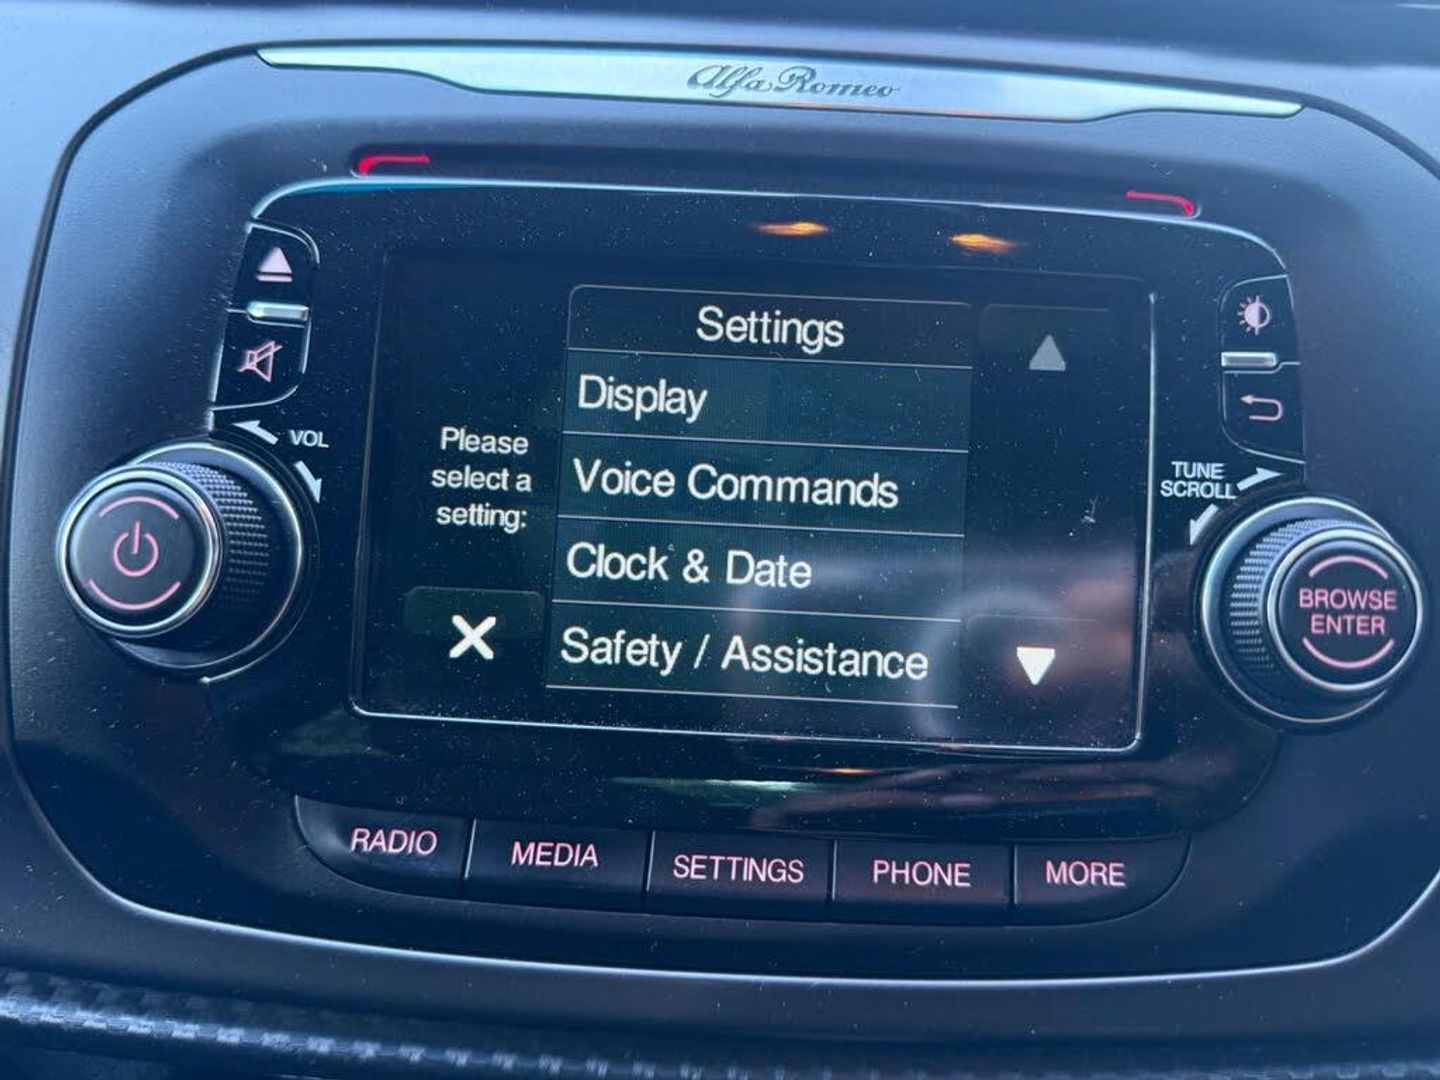 Alfa Romeo
VOL
TUNE
SCROLL
Settings
Display
Voice Commands
Clock & Date
Safety / Assistance
Please
select a
setting:
BROWSE
ENTER
RADIO
MEDIA
SETTINGS
PHONE
MORE